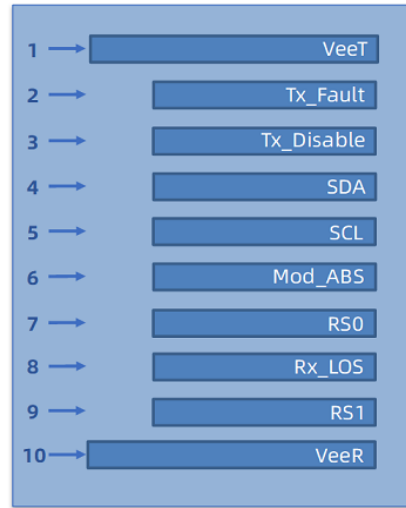 1 VeeT
2 Tx_Fault
3 Tx_Disable
4 SDA
5 SCL
6 Mod_ABS
7 RS0
8 Rx_LOS
9 RS1
10 VeeR